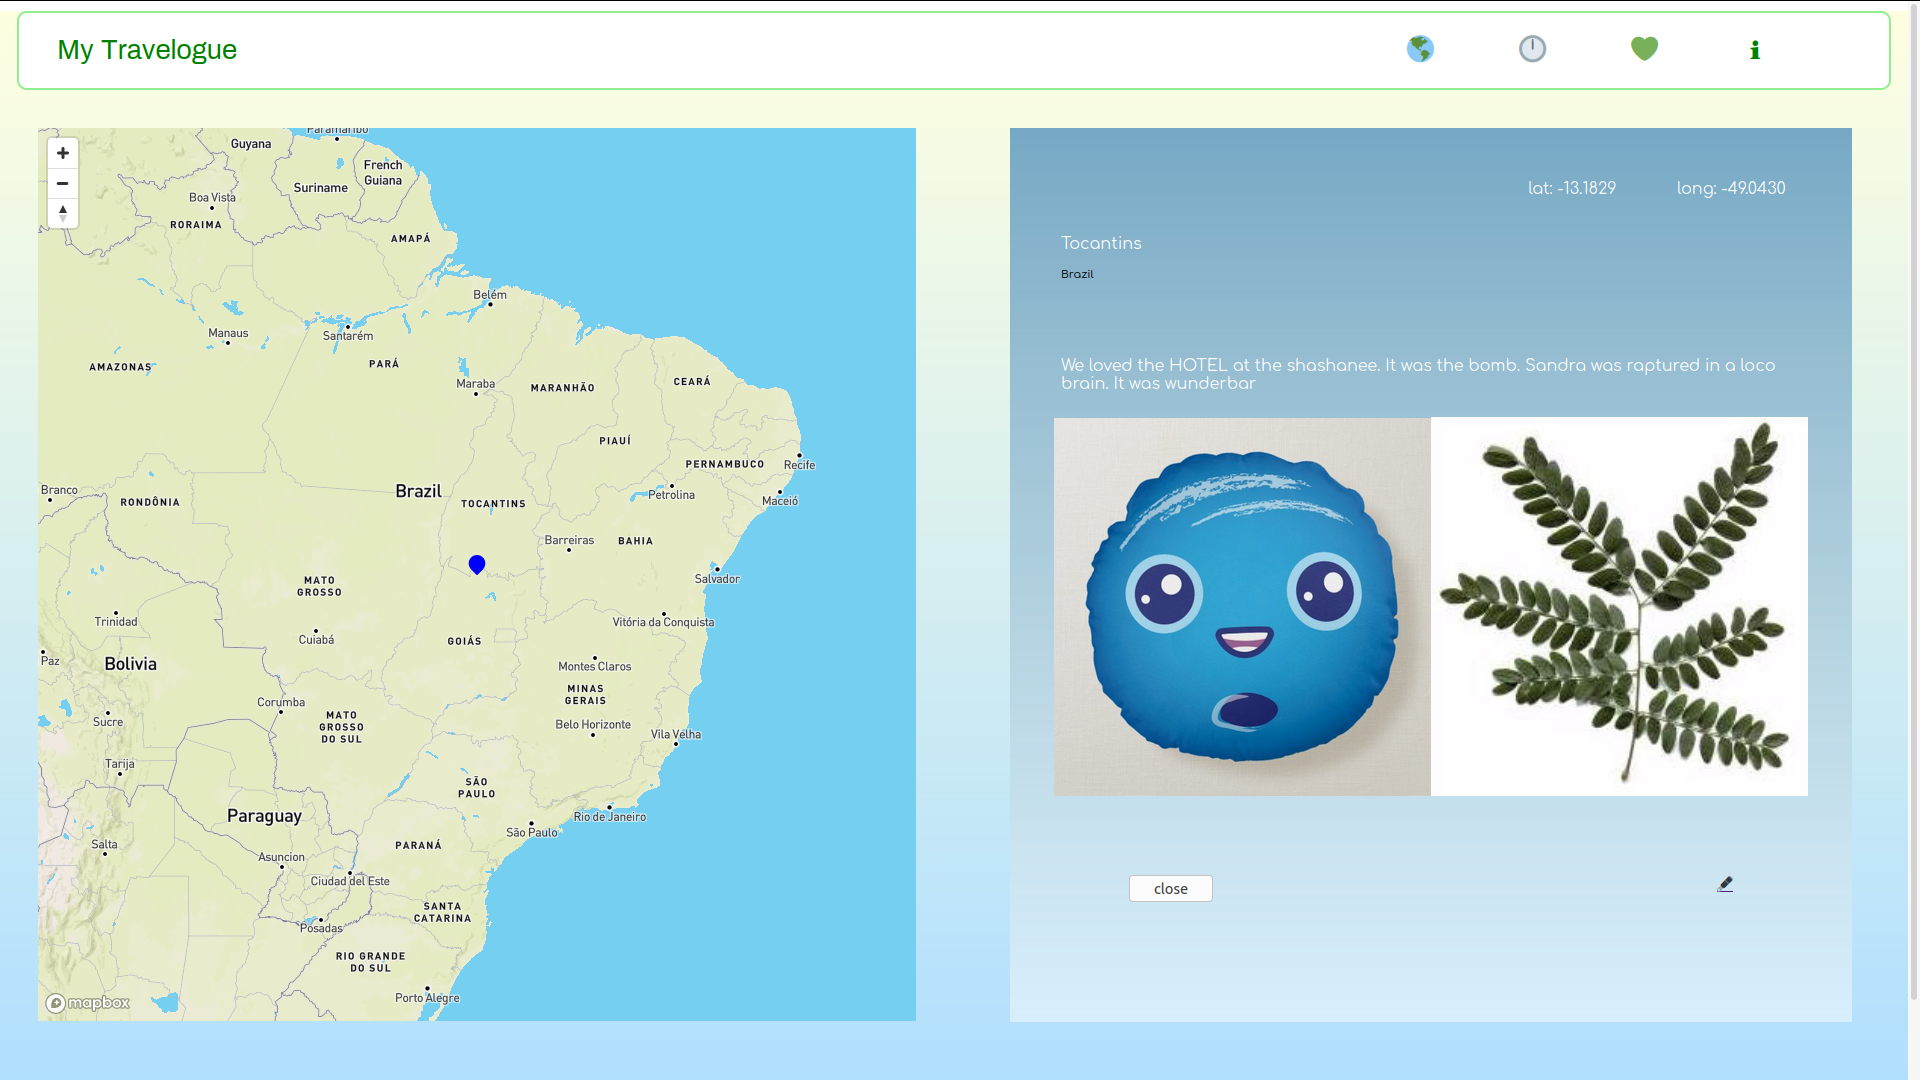 My Travelogue
lat: -13.1829
long: -49.0430
Tocantins
Brazil
We loved the HOTEL at the shashanee. It was the bomb. Sandra was raptured in a loco
brain. It was wunderbar
close
Paramaribo
Guyana
French
Guiana
Suriname
Boa Vista
RORAIMA
AMAPÁ
Belém
Manaus
Santarém
AMAZONAS
PARÁ
Maraba
MARANHÃO
CEARÁ
PIAUÍ
PERNAMBUCO
Recife
Branco
RONDÔNIA
Brazil
TOCANTINS
Petrolina
Maceió
Barreiras
BAHIA
MATO
GROSSO
Salvador
Trinidad
Cuiabá
GOIÁS
Vitória da Conquista
Paz
Bolivia
Montes Claros
MINAS
GERAIS
Corumba
Sucre
MATO
GROSSO
DO SUL
Belo Horizonte
Vila Velha
Tarija
SÃO
PAULO
Paraguay
Rio de Janeiro
São Paulo
Salta
PARANÁ
Asuncion
Ciudad del Este
SANTA
CATARINA
Posadas
RIO GRANDE
DO SUL
Porto Alegre
mapbox